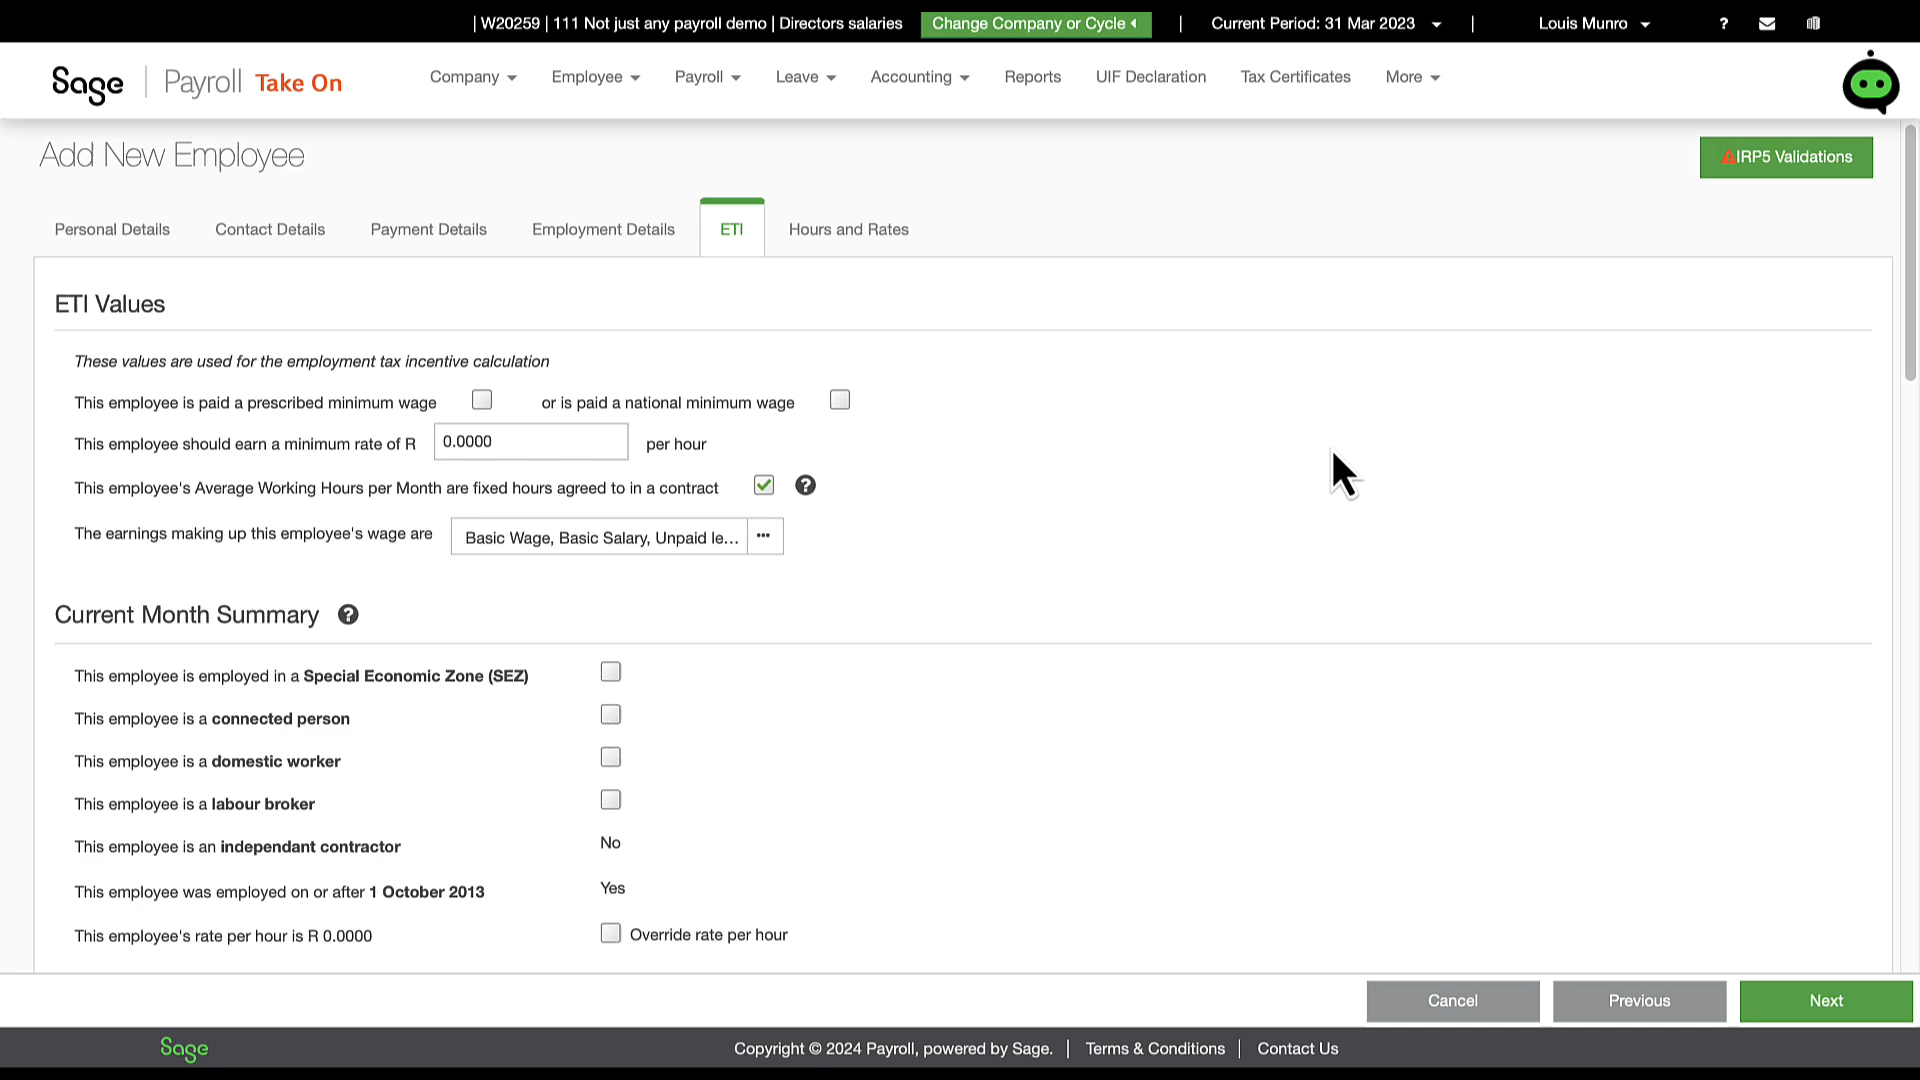 | W20259 | 111 Not just any payroll demo | Directors salaries Change Company or Cycle | Current Period: 31 Mar 2023 | Louis Munro ?
Sage Payroll Take On Company Employee Payroll Leave Accounting Reports UIF Declaration Tax Certificates More
Add New Employee
IRP5 Validations
Personal Details Contact Details Payment Details Employment Details ETI Hours and Rates
ETI Values
These values are used for the employment tax incentive calculation
This employee is paid a prescribed minimum wage or is paid a national minimum wage
This employee should earn a minimum rate of R 0.0000 per hour
This employee's Average Working Hours per Month are fixed hours agreed to in a contract ?
The earnings making up this employee's wage are Basic Wage, Basic Salary, Unpaid le... ...
Current Month Summary ?
This employee is employed in a Special Economic Zone (SEZ)
This employee is a connected person
This employee is a domestic worker
This employee is a labour broker
This employee is an independant contractor No
This employee was employed on or after 1 October 2013 Yes
This employee's rate per hour is R 0.0000 Override rate per hour
Cancel Previous Next
Sage Copyright © 2024 Payroll, powered by Sage. | Terms & Conditions | Contact Us